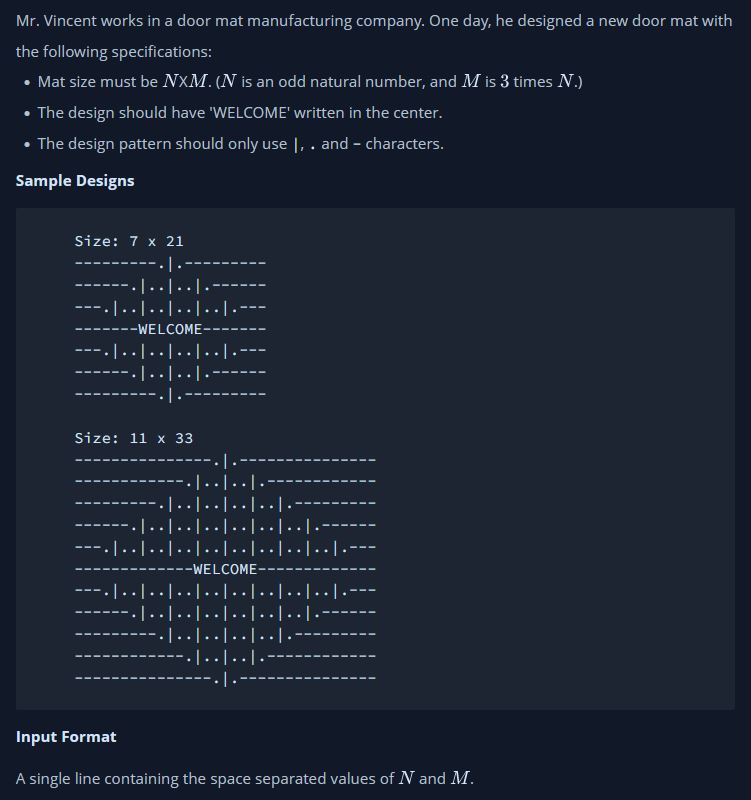 Mr. Vincent works in a door mat manufacturing company. One day, he designed a new door mat with
the following specifications:
• Mat size must be NXM. (N is an odd natural number, and M is 3 times N.)
• The design should have 'WELCOME' written in the center.
• The design pattern should only use |, . and - characters.
Sample Designs
Size: 7 x 21
---------.|.---------
------.|..|..|.------
---.|..|..|..|..|.---
-------WELCOME-------
---.|..|..|..|..|.---
------.|..|..|.------
---------.|.---------
Size: 11 x 33
---------------.|.---------------
------------.|..|..|.------------
---------.|..|..|..|..|.---------
------.|..|..|..|..|..|..|.------
---.|..|..|..|..|..|..|..|..|.---
-------------WELCOME-------------
---.|..|..|..|..|..|..|..|..|.---
------.|..|..|..|..|..|..|.------
---------.|..|..|..|..|.---------
------------.|..|..|.------------
---------------.|.---------------
Input Format
A single line containing the space separated values of N and M.